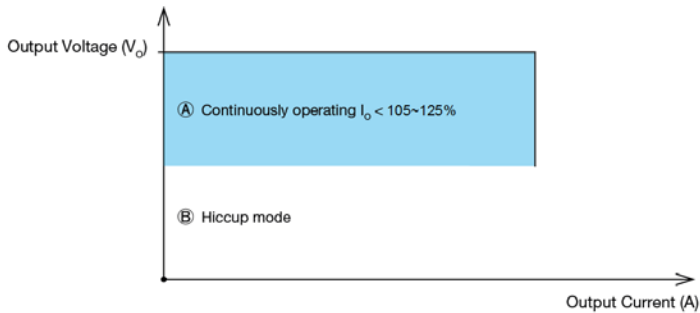 Output Voltage (Vo)
Ⓐ Continuously operating Io < 105~125%
Ⓑ Hiccup mode
Output Current (A)